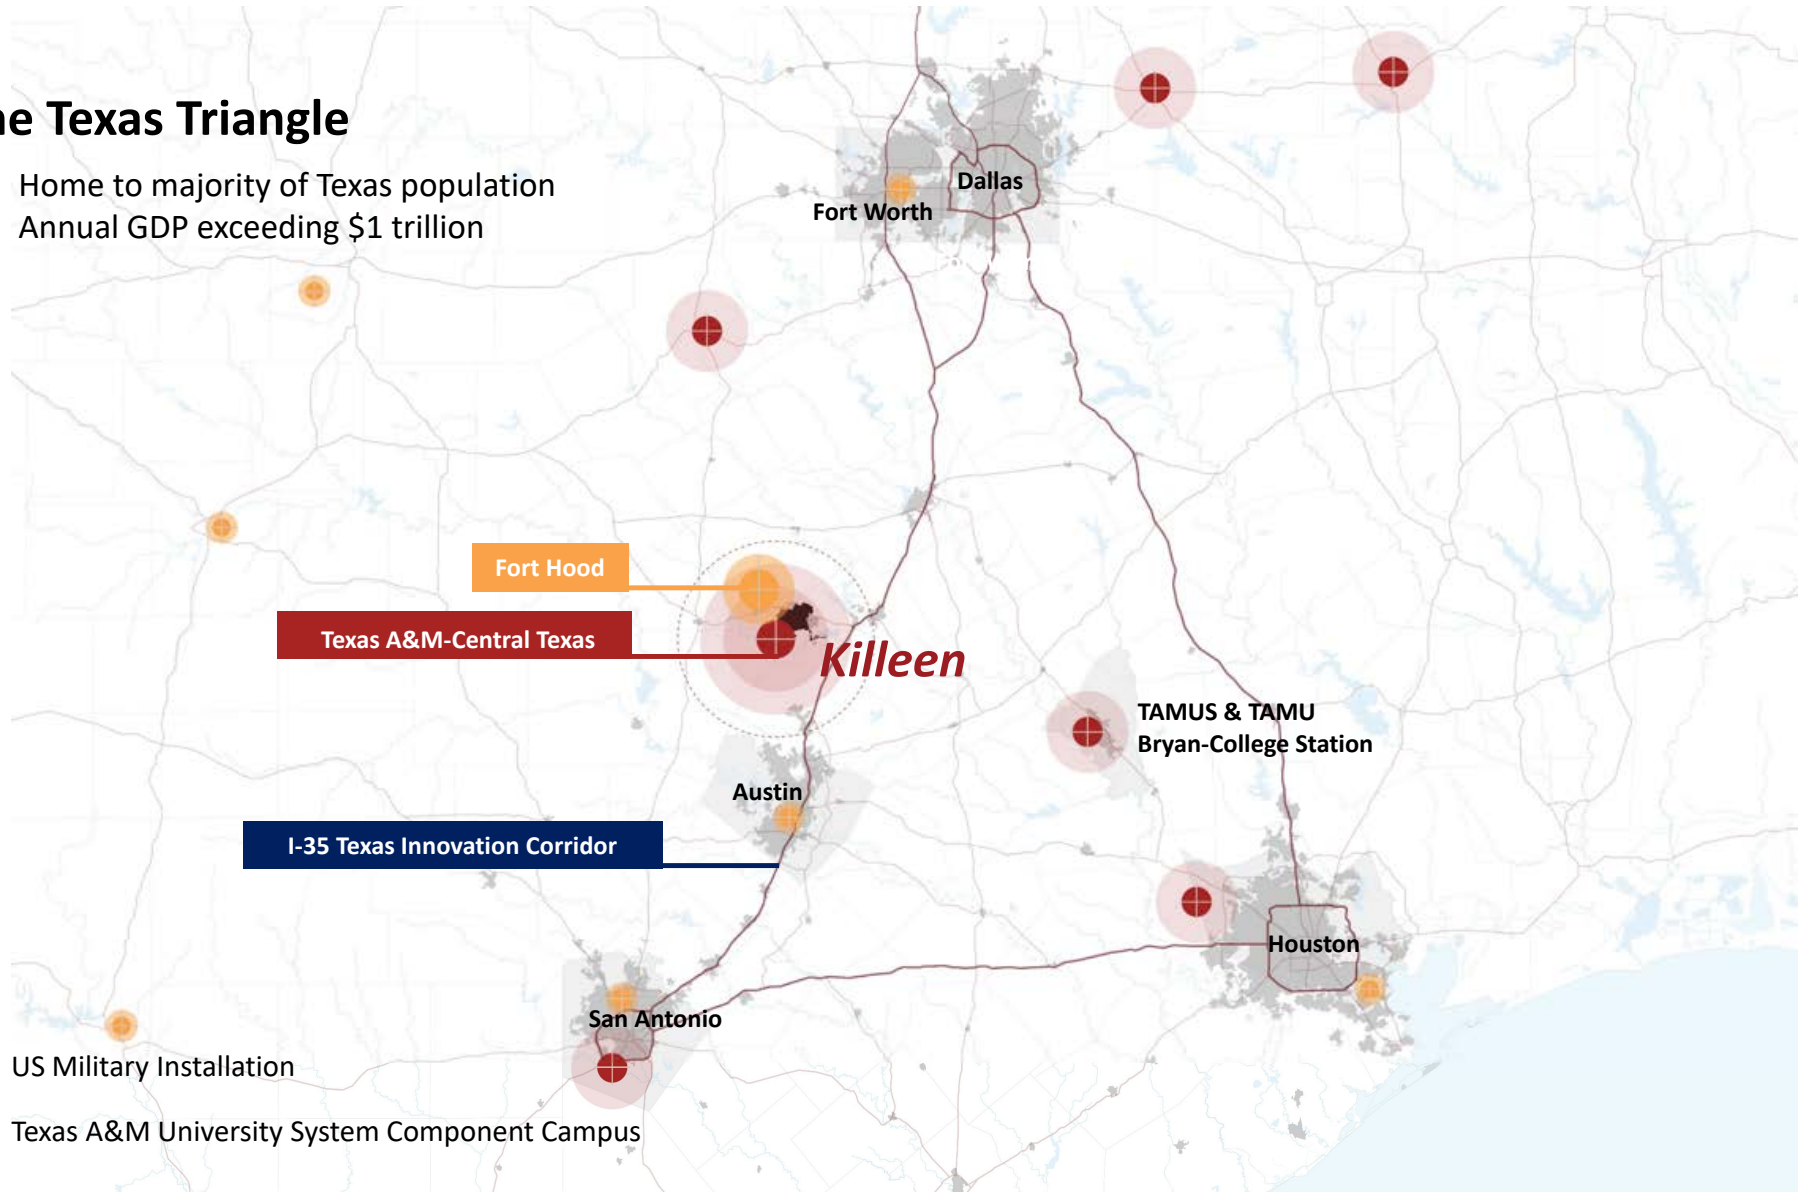 he Texas Triangle
Home to majority of Texas population
Annual GDP exceeding $1 trillion
Dallas
Fort Worth
Fort Hood
Texas A&M-Central Texas
Killeen
TAMUS & TAMU
Bryan-College Station
Austin
I-35 Texas Innovation Corridor
Houston
San Antonio
US Military Installation
Texas A&M University System Component Campus